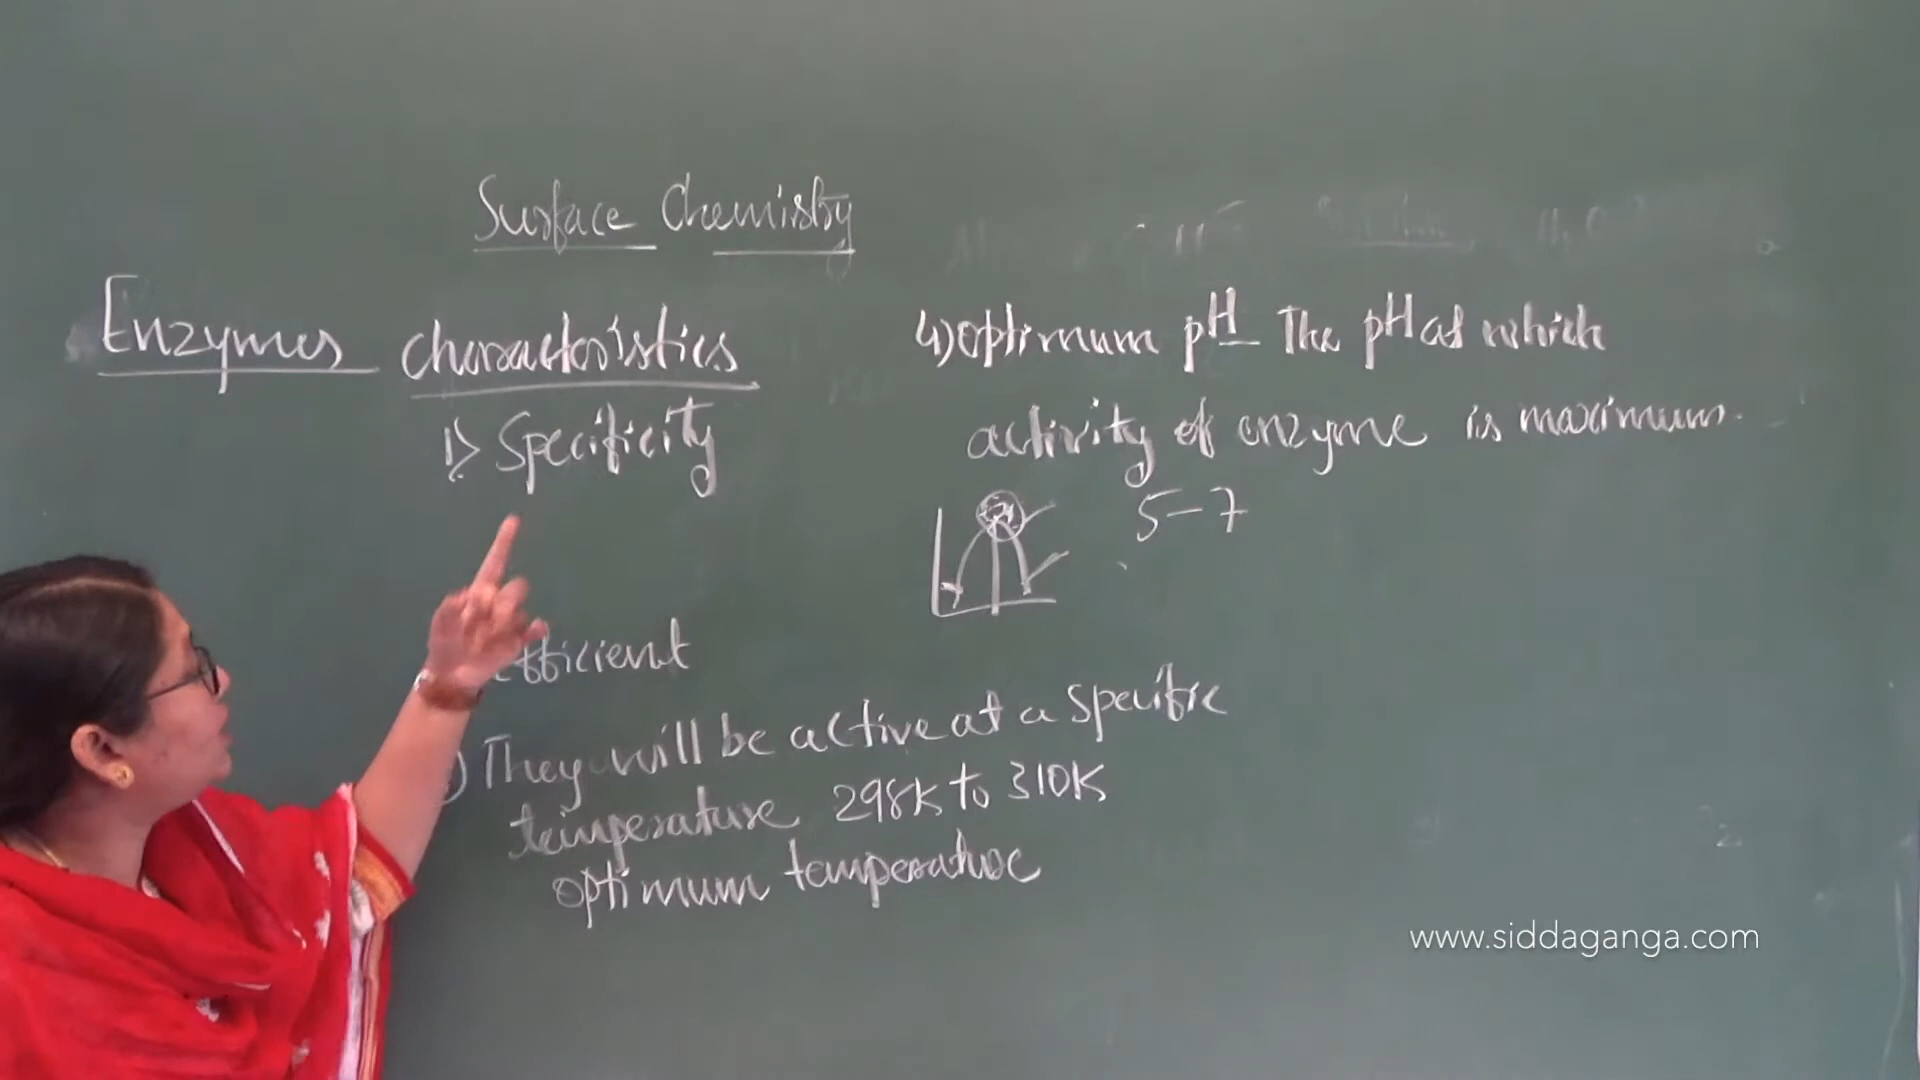 Surface Chemistry
Enzymes characteristics
1) Specificity
efficient
) They will be active at a specific
temperature 298K to 310K
optimum temperature
4) optimum pH The pH at which
activity of enzyme is maximum.
5-7
www.siddaganga.com